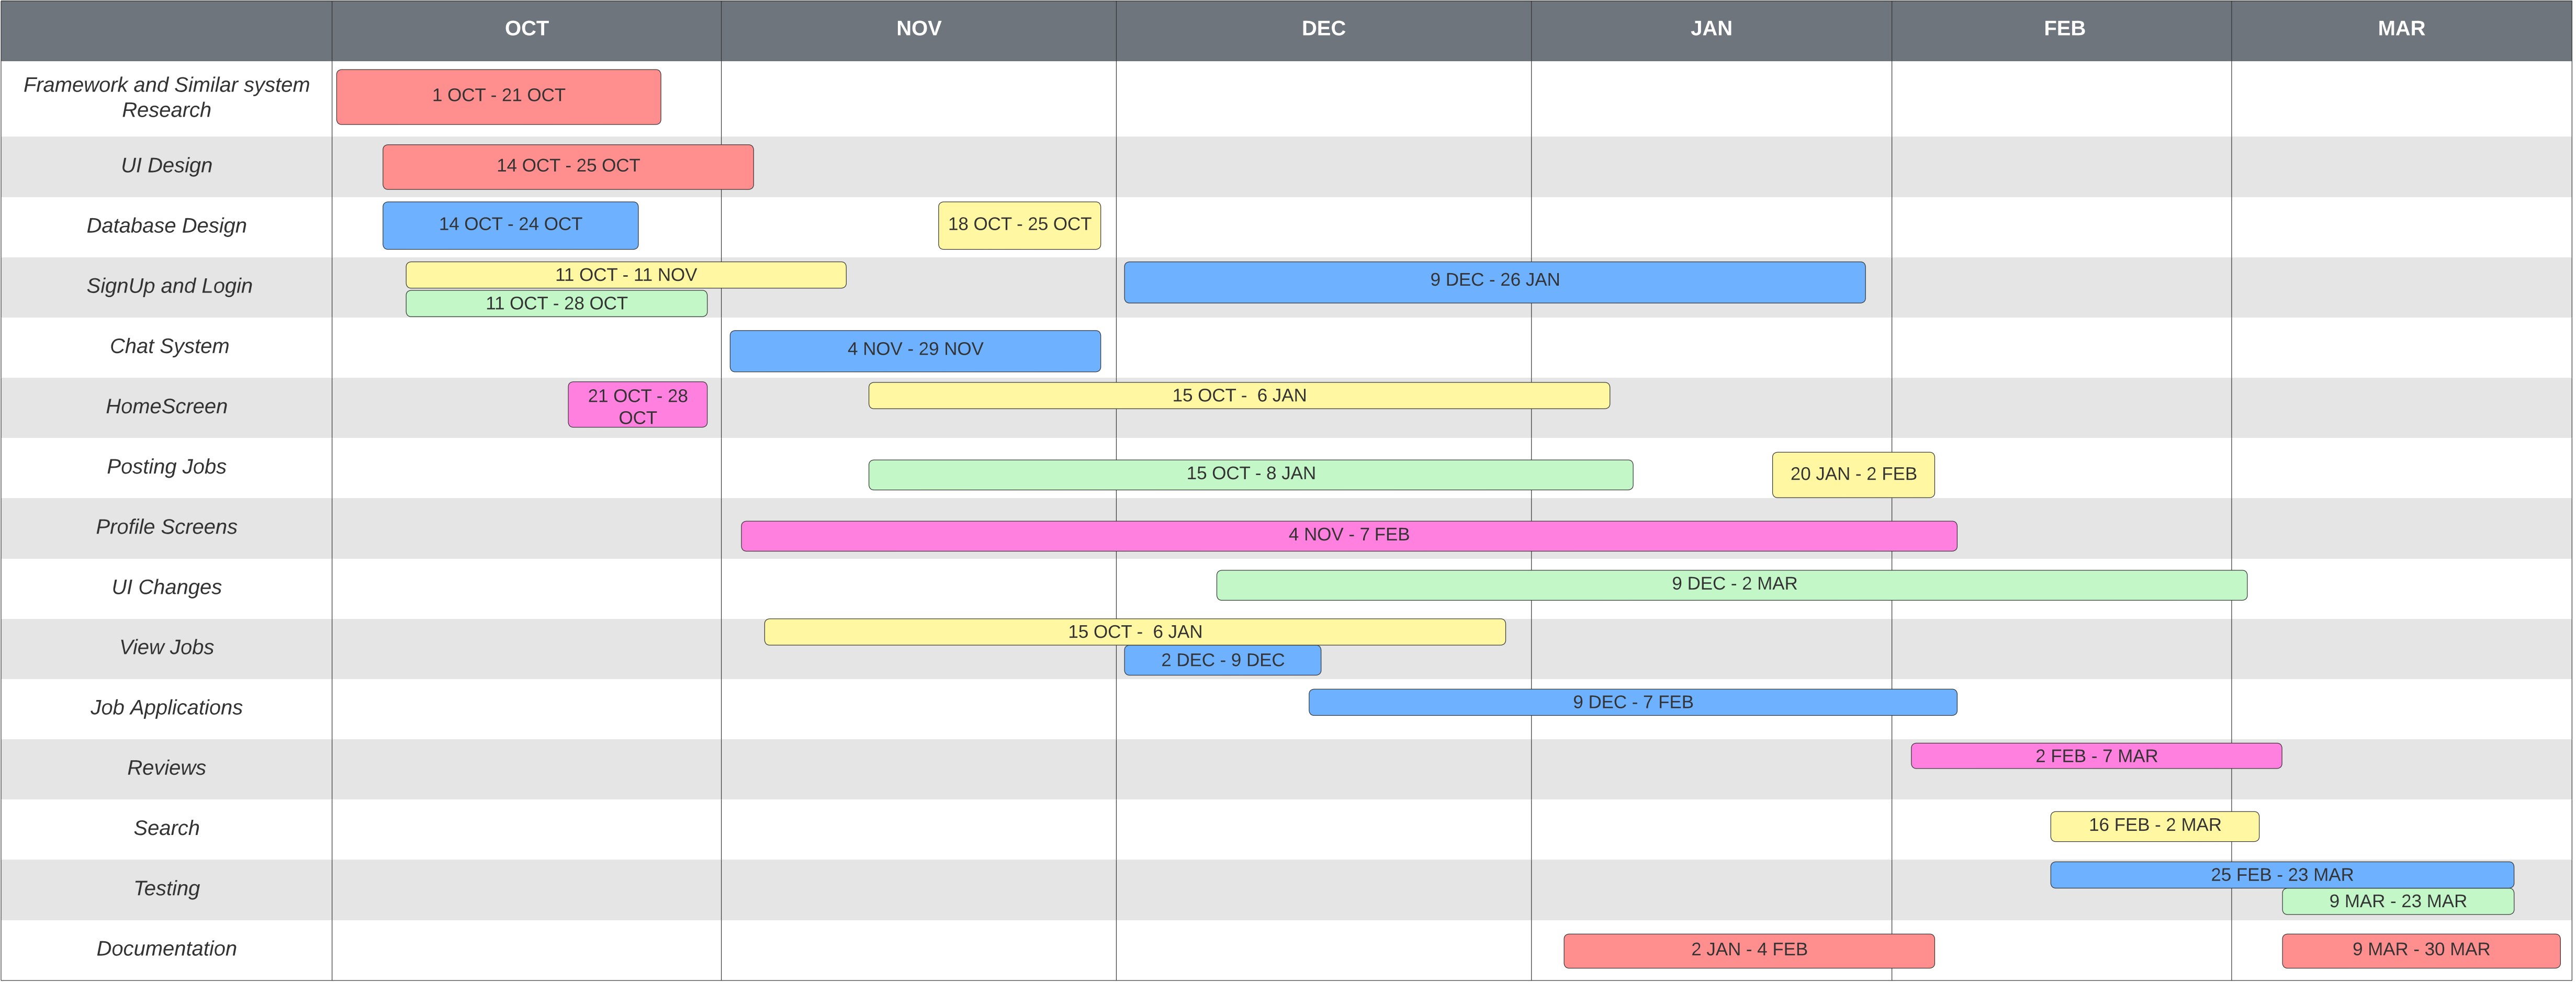 OCT NOV DEC JAN FEB MAR
Framework and Similar system
Research
1 OCT - 21 OCT
UI Design
14 OCT - 25 OCT
Database Design
14 OCT - 24 OCT
18 OCT - 25 OCT
SignUp and Login
11 OCT - 11 NOV
11 OCT - 28 OCT
9 DEC - 26 JAN
Chat System
4 NOV - 29 NOV
HomeScreen
21 OCT - 28
OCT
15 OCT -  6 JAN
Posting Jobs
15 OCT - 8 JAN
20 JAN - 2 FEB
Profile Screens
4 NOV - 7 FEB
UI Changes
9 DEC - 2 MAR
View Jobs
15 OCT -  6 JAN
2 DEC - 9 DEC
Job Applications
9 DEC - 7 FEB
Reviews
2 FEB - 7 MAR
Search
16 FEB - 2 MAR
Testing
25 FEB - 23 MAR
9 MAR - 23 MAR
Documentation
2 JAN - 4 FEB
9 MAR - 30 MAR